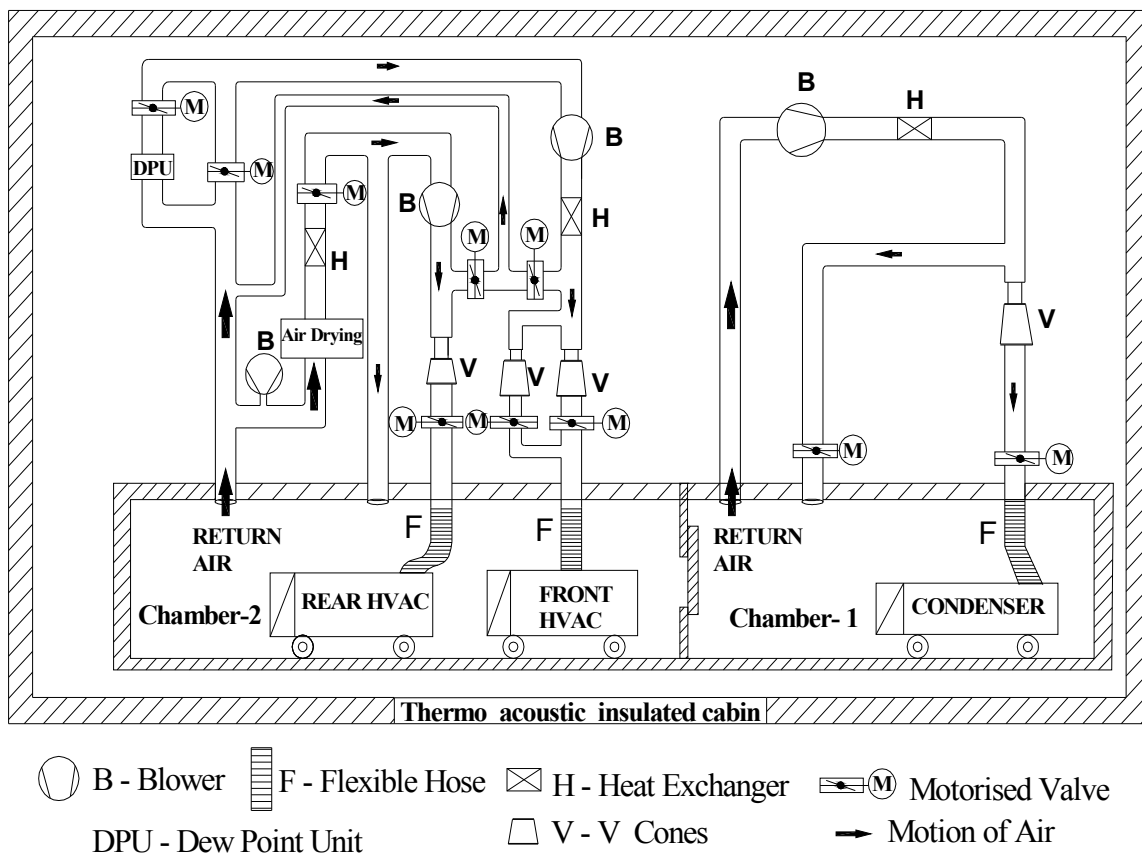 B
H
M
B
DPU
M
M
B
M
M
H
H
B
Air Drying
V
V
V
V
M
M
M
M
M
RETURN
AIR
F
F
RETURN
AIR
F
Chamber-2
REAR HVAC
FRONT
HVAC
Chamber- 1
CONDENSER
Thermo acoustic insulated cabin
B - Blower
F - Flexible Hose
H - Heat Exchanger
M
Motorised Valve
DPU - Dew Point Unit
V - V Cones
Motion of Air